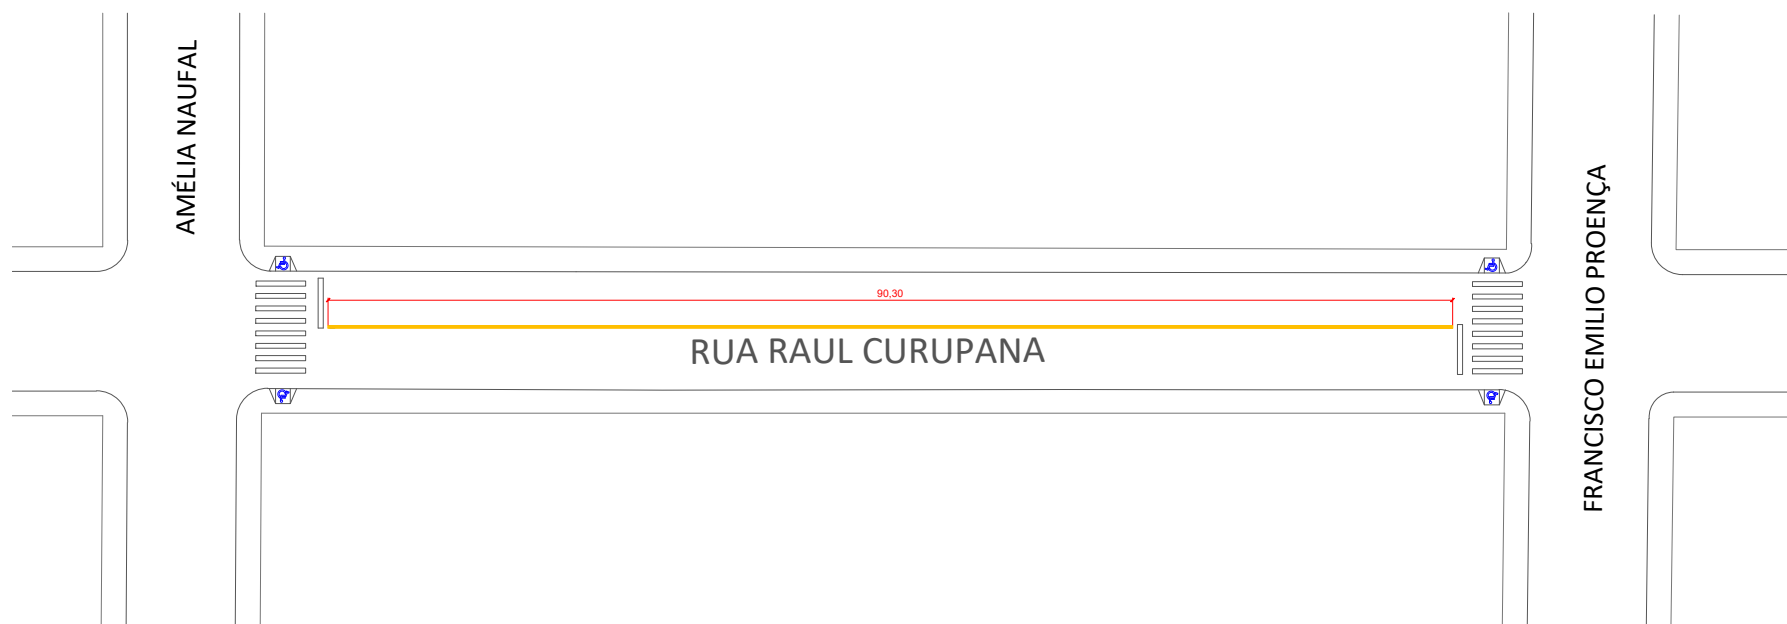 AMÉLIA NAUFAL
90,30
RUA RAUL CURUPANA
FRANCISCO EMILIO PROENÇA